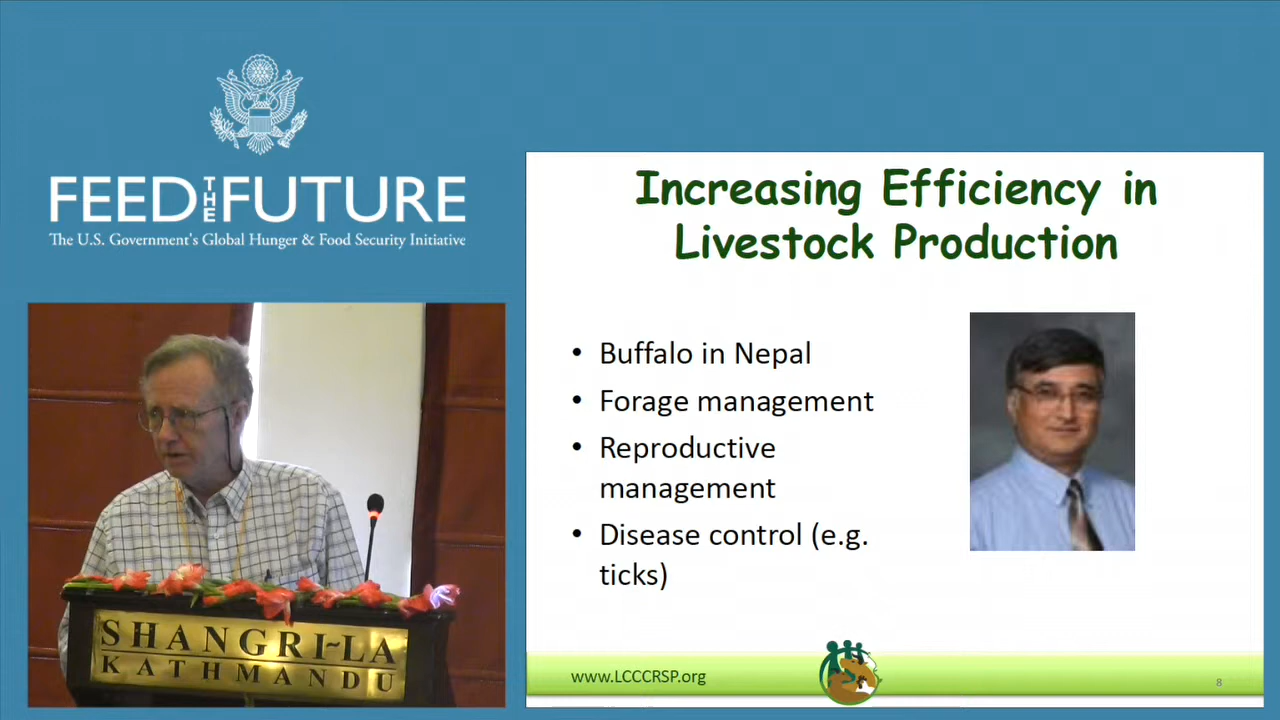 FEED THE FUTURE
The U.S. Government's Global Hunger & Food Security Initiative
SHANGRI~LA
KATHMANDU
Increasing Efficiency in
Livestock Production
• Buffalo in Nepal
• Forage management
• Reproductive
management
• Disease control (e.g.
ticks)
www.LCCCRSP.org
8